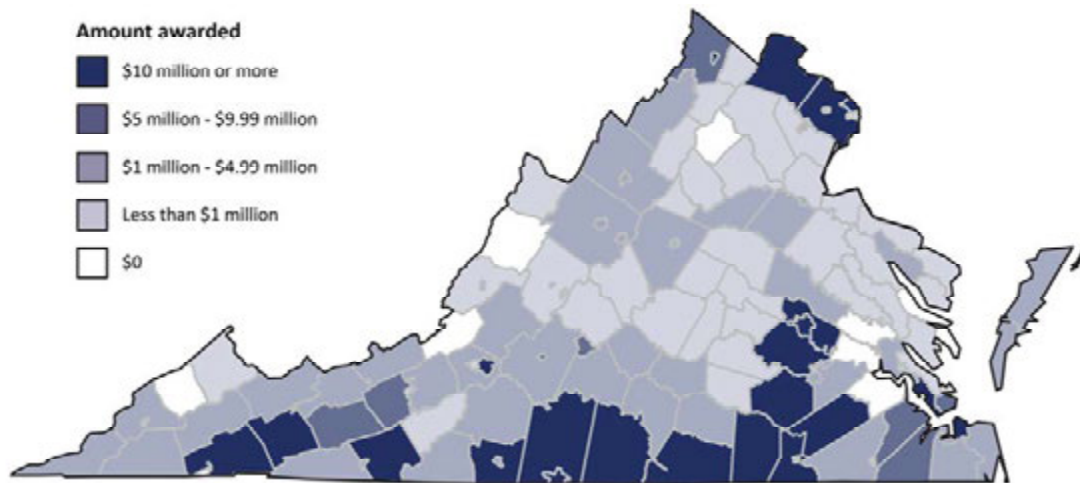 Amount awarded
$10 million or more
$5 million - $9.99 million
$1 million - $4.99 million
Less than $1 million
$0